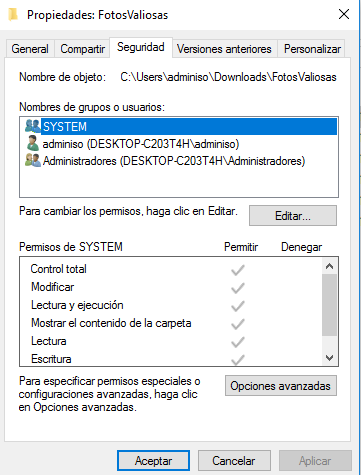 Propiedades: FotosValiosas
General Compartir Seguridad Versiones anteriores Personalizar
Nombre de objeto: C:\Users\adminiso\Downloads\FotosValiosas
Nombres de grupos o usuarios:
SYSTEM
adminiso (DESKTOP-C203T4H\adminiso)
Administradores (DESKTOP-C203T4H\Administradores)
Para cambiar los permisos, haga clic en Editar. Editar...
Permisos de SYSTEM Permitir Denegar
Control total
Modificar
Lectura y ejecución
Mostrar el contenido de la carpeta
Lectura
Escritura
Para especificar permisos especiales o
configuraciones avanzadas, haga clic
en Opciones avanzadas.
Opciones avanzadas
Aceptar Cancelar Aplicar